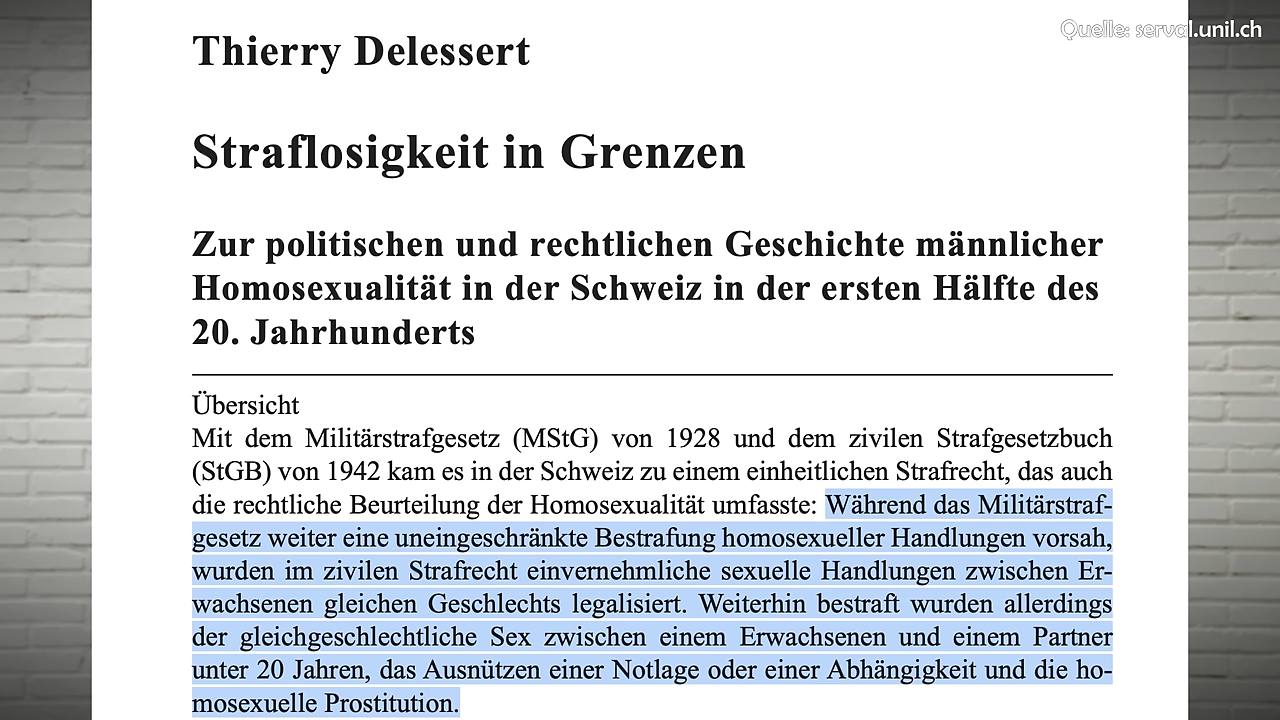 Quelle: serval.unil.ch
Thierry Delessert
Straflosigkeit in Grenzen
Zur politischen und rechtlichen Geschichte männlicher
Homosexualität in der Schweiz in der ersten Hälfte des
20. Jahrhunderts
Übersicht
Mit dem Militärstrafgesetz (MStG) von 1928 und dem zivilen Strafgesetzbuch
(StGB) von 1942 kam es in der Schweiz zu einem einheitlichen Strafrecht, das auch
die rechtliche Beurteilung der Homosexualität umfasste: Während das Militärstraf-
gesetz weiter eine uneingeschränkte Bestrafung homosexueller Handlungen vorsah,
wurden im zivilen Strafrecht einvernehmliche sexuelle Handlungen zwischen Er-
wachsenen gleichen Geschlechts legalisiert. Weiterhin bestraft wurden allerdings
der gleichgeschlechtliche Sex zwischen einem Erwachsenen und einem Partner
unter 20 Jahren, das Ausnützen einer Notlage oder einer Abhängigkeit und die ho-
mosexuelle Prostitution.